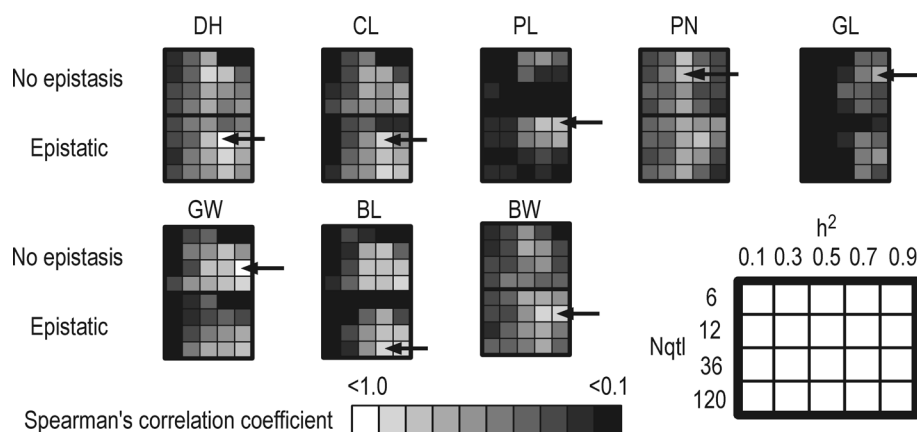 DH CL PL PN GL
No epistasis
Epistatic
GW BL BW
No epistasis
Epistatic
h²
0.1 0.3 0.5 0.7 0.9
6
12
Nqtl
36
120
<1.0 <0.1
Spearman's correlation coefficient